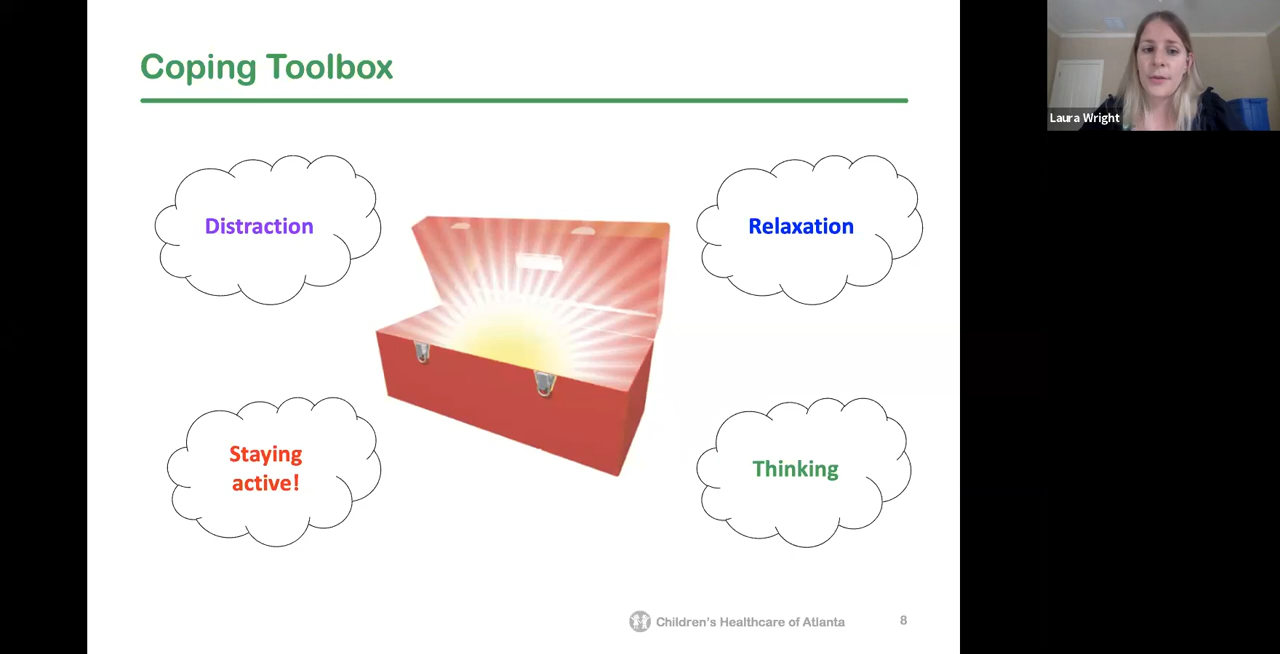 Coping Toolbox
Laura Wright
Distraction
Relaxation
Staying
active!
Thinking
Children's Healthcare of Atlanta
8